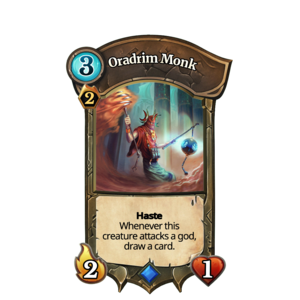 3
Oradrim Monk
2
Haste
Whenever this
creature attacks a god,
draw a card.
2
1